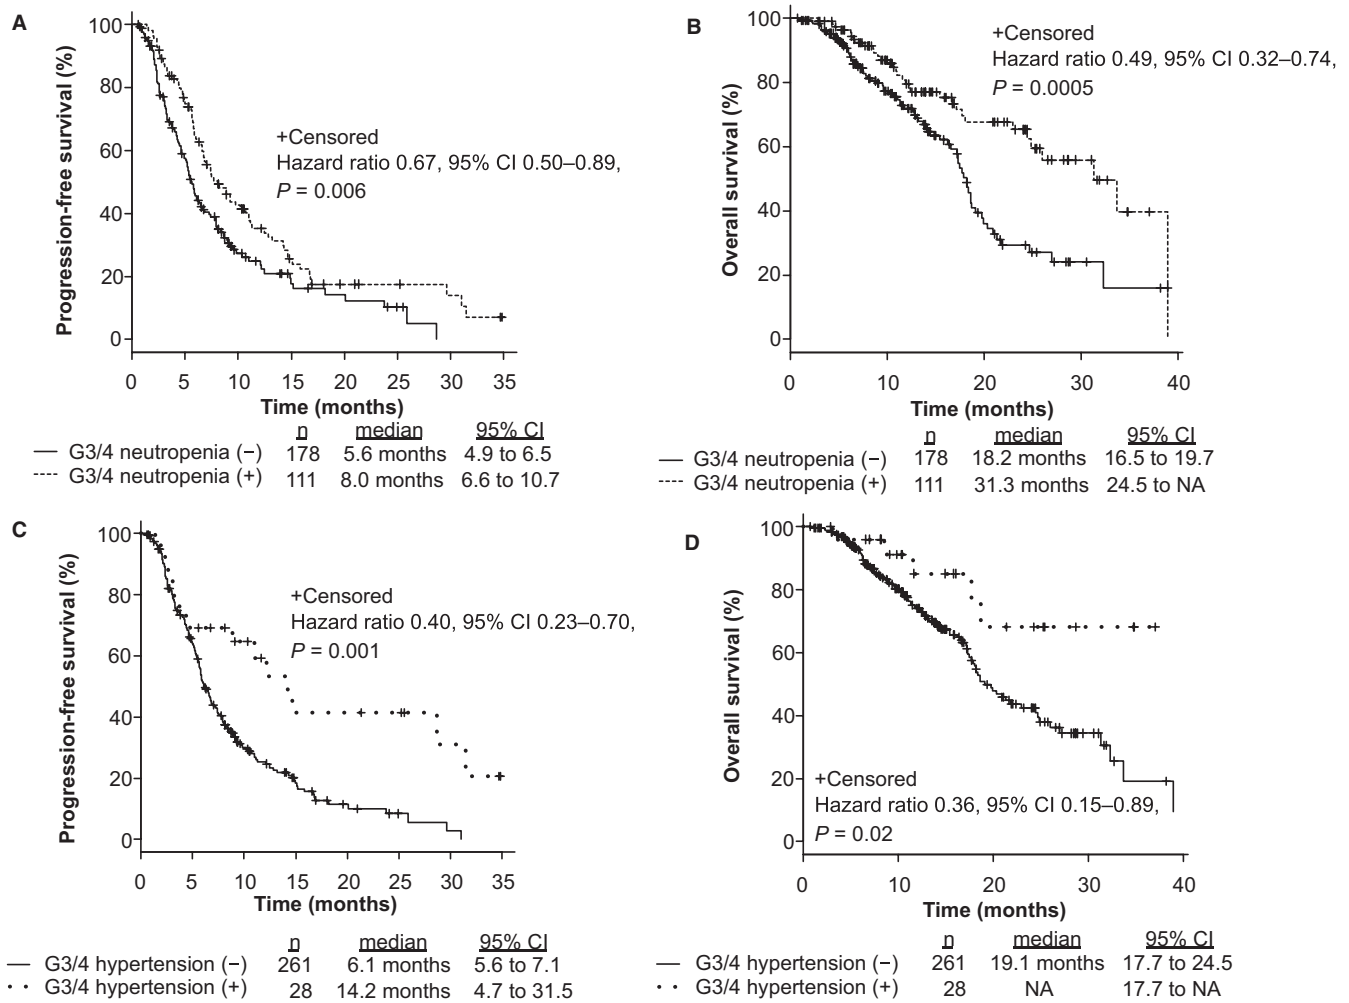 A
Progression-free survival (%)
100
80
60
40
20
0
+Censored
Hazard ratio 0.67, 95% CI 0.50–0.89,
P = 0.006
0 5 10 15 20 25 30 35
Time (months)
n median 95% CI
G3/4 neutropenia (−) 178 5.6 months 4.9 to 6.5
G3/4 neutropenia (+) 111 8.0 months 6.6 to 10.7
B
Overall survival (%)
100
80
60
40
20
0
+Censored
Hazard ratio 0.49, 95% CI 0.32–0.74,
P = 0.0005
0 10 20 30 40
Time (months)
n median 95% CI
G3/4 neutropenia (−) 178 18.2 months 16.5 to 19.7
G3/4 neutropenia (+) 111 31.3 months 24.5 to NA
C
Progression-free survival (%)
100
80
60
40
20
0
+Censored
Hazard ratio 0.40, 95% CI 0.23–0.70,
P = 0.001
0 5 10 15 20 25 30 35
Time (months)
n median 95% CI
G3/4 hypertension (−) 261 6.1 months 5.6 to 7.1
G3/4 hypertension (+) 28 14.2 months 4.7 to 31.5
D
Overall survival (%)
100
80
60
40
20
0
+Censored
Hazard ratio 0.36, 95% CI 0.15–0.89,
P = 0.02
0 10 20 30 40
Time (months)
n median 95% CI
G3/4 hypertension (−) 261 19.1 months 17.7 to 24.5
G3/4 hypertension (+) 28 NA 17.7 to NA